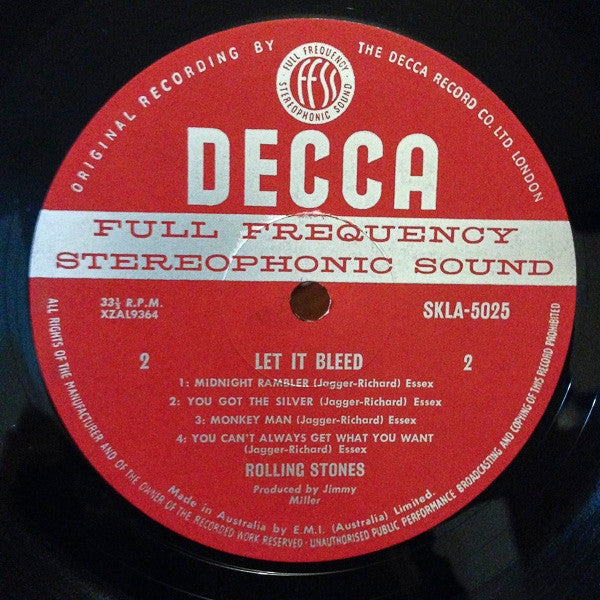 ORIGINAL RECORDING BY
THE DECCA RECORD CO. LTD. LONDON
FULL FREQUENCY
ffss
STEREOPHONIC SOUND
DECCA
FULL FREQUENCY
STEREOPHONIC SOUND
33⅓ R.P.M.
XZAL9364
SKLA-5025
2
LET IT BLEED
2
1: MIDNIGHT RAMBLER (Jagger-Richard) Essex
2: YOU GOT THE SILVER (Jagger-Richard) Essex
3: MONKEY MAN (Jagger-Richard) Essex
4: YOU CAN'T ALWAYS GET WHAT YOU WANT
(Jagger-Richard) Essex
ROLLING STONES
Produced by Jimmy
Miller
Made in Australia by E.M.I. (Australia) Limited.
ALL RIGHTS OF THE MANUFACTURER AND OF THE OWNER OF THE RECORDED WORK RESERVED · UNAUTHORISED PUBLIC PERFORMANCE BROADCASTING AND COPYING OF THIS RECORD PROHIBITED